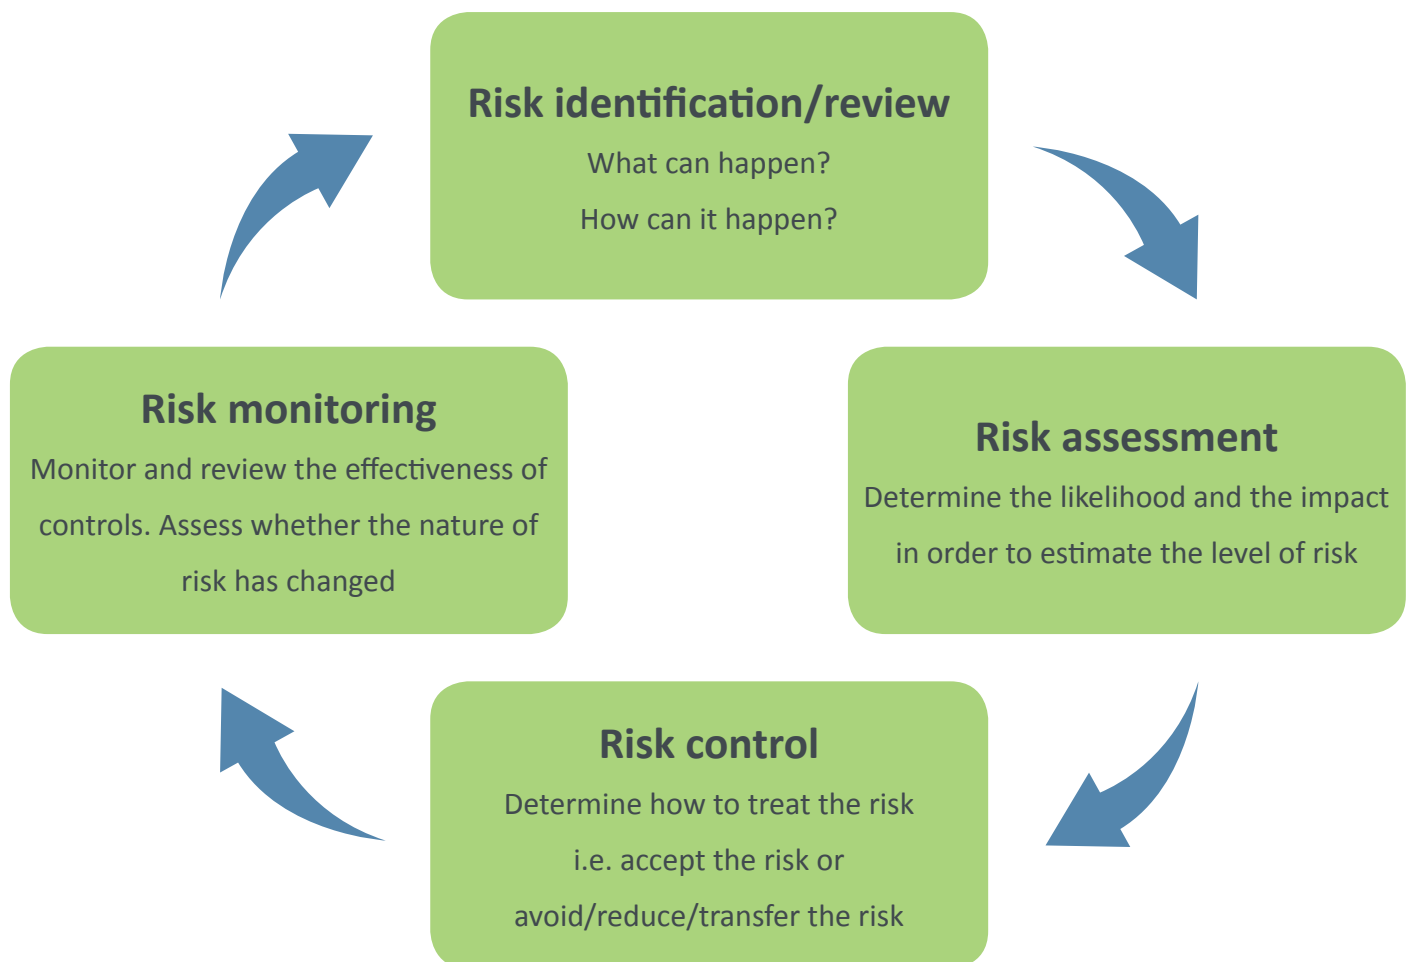 Risk identification/review
What can happen?
How can it happen?
Risk monitoring
Monitor and review the effectiveness of
controls. Assess whether the nature of
risk has changed
Risk assessment
Determine the likelihood and the impact
in order to estimate the level of risk
Risk control
Determine how to treat the risk
i.e. accept the risk or
avoid/reduce/transfer the risk